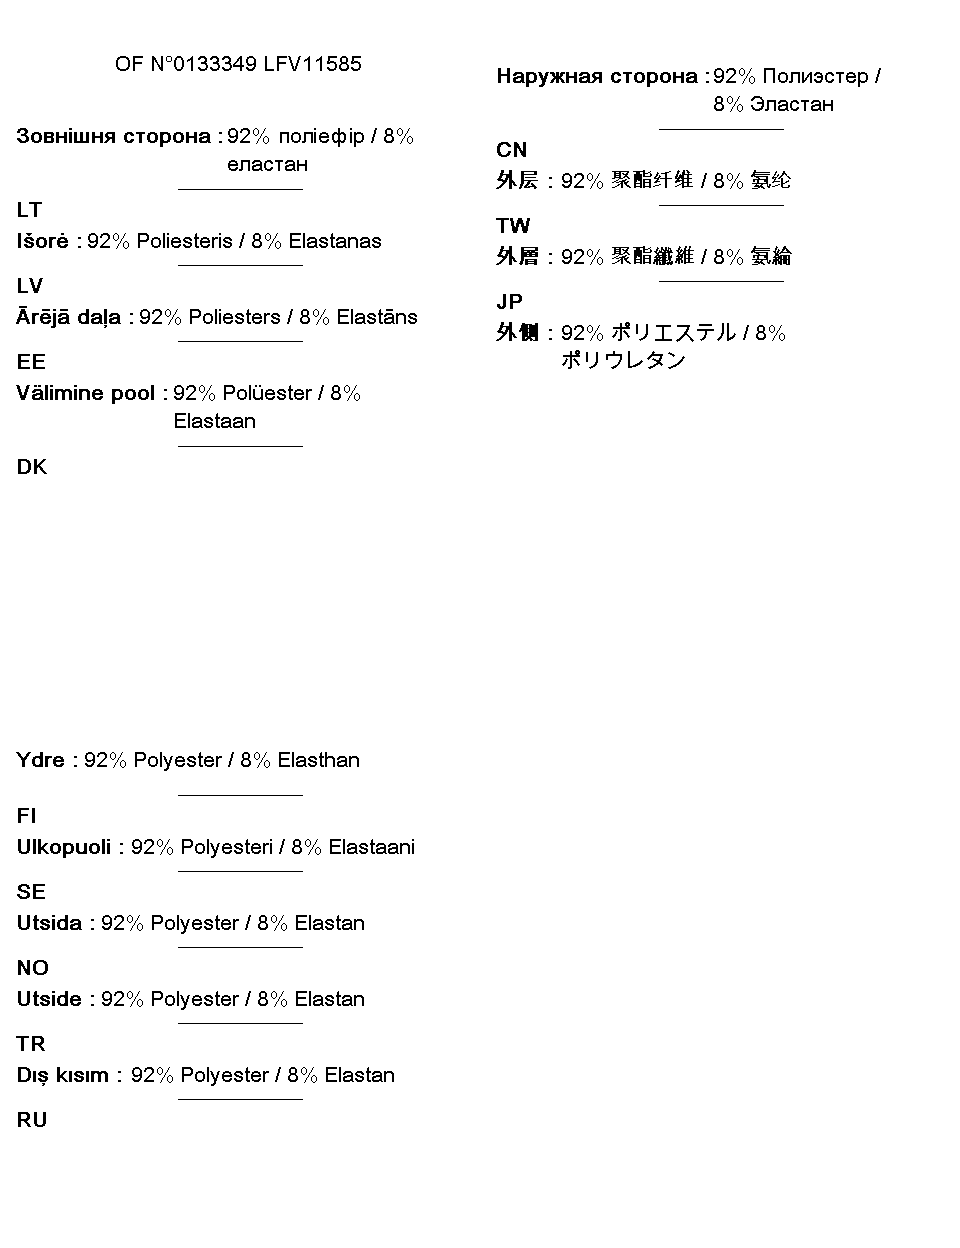 OF N°0133349 LFV11585
Зовнішня сторона : 92% поліефір / 8%
еластан
LT
Išorė : 92% Poliesteris / 8% Elastanas
LV
Ārējā daļa : 92% Poliesters / 8% Elastāns
EE
Välimine pool : 92% Polüester / 8%
Elastaan
DK
Ydre : 92% Polyester / 8% Elasthan
FI
Ulkopuoli : 92% Polyesteri / 8% Elastaani
SE
Utsida : 92% Polyester / 8% Elastan
NO
Utside : 92% Polyester / 8% Elastan
TR
Dış kısım : 92% Polyester / 8% Elastan
RU
Наружная сторона : 92% Полиэстер /
8% Эластан
CN
外层 : 92% 聚酯纤维 / 8% 氨纶
TW
外層 : 92% 聚酯纖維 / 8% 氨綸
JP
外側 : 92% ポリエステル / 8%
ポリウレタン